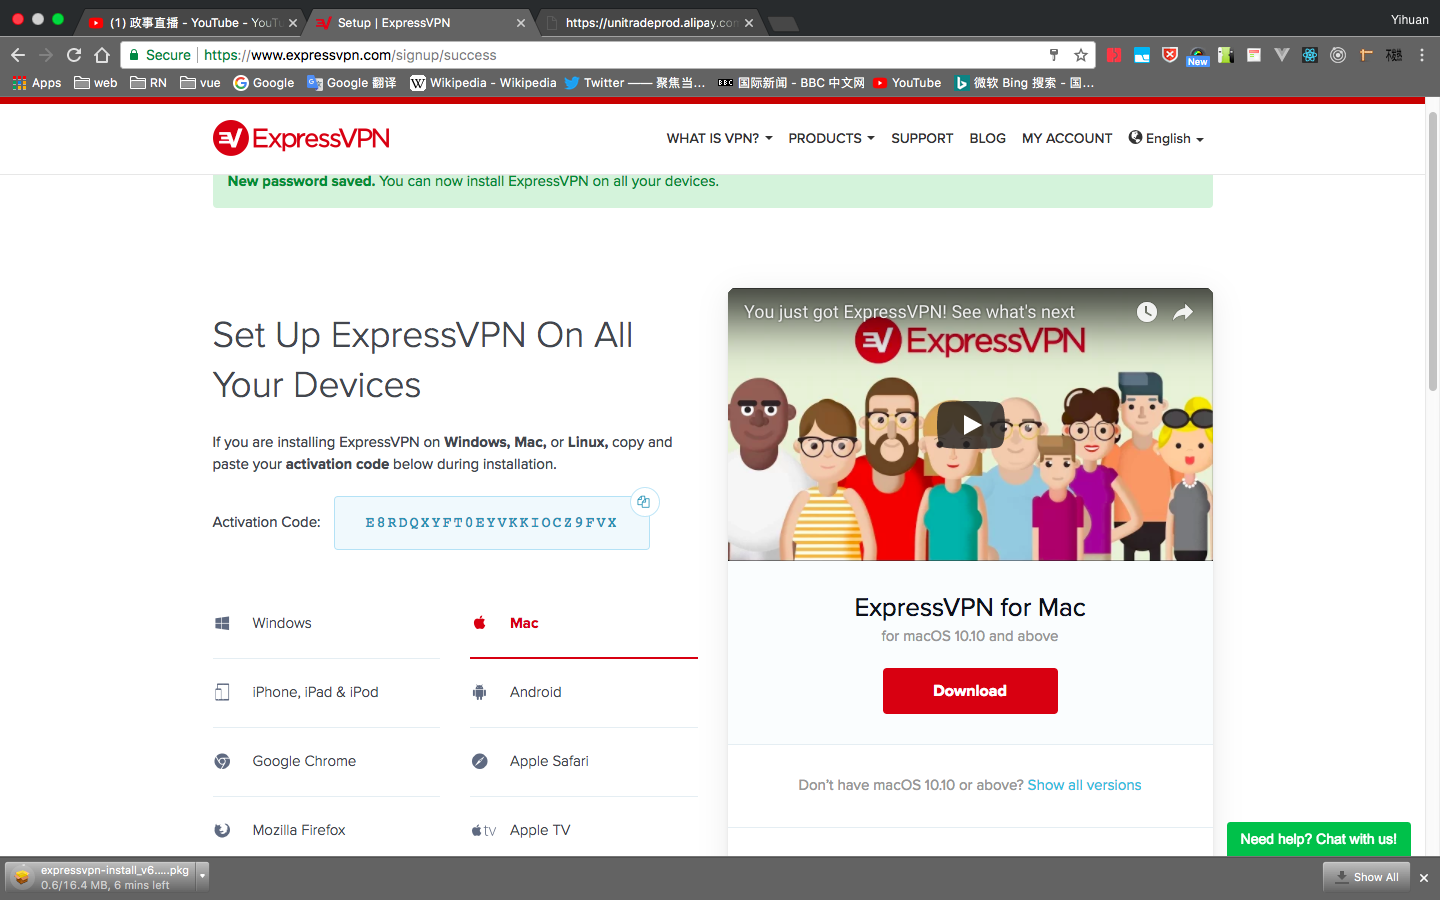 (1) 政事直播 - YouTube - YouTu
Setup | ExpressVPN
https://unitradeprod.alipay.com
Yihuan
Secure
https://www.expressvpn.com/signup/success
New
Apps
web
RN
vue
Google
Google 翻译
Wikipedia - Wikipedia
Twitter —— 聚焦当...
BBC
国际新闻 - BBC 中文网
YouTube
微软 Bing 搜索 - 国...
ExpressVPN
WHAT IS VPN?
PRODUCTS
SUPPORT
BLOG
MY ACCOUNT
English
New password saved. You can now install ExpressVPN on all your devices.
Set Up ExpressVPN On All
Your Devices
If you are installing ExpressVPN on Windows, Mac, or Linux, copy and
paste your activation code below during installation.
Activation Code:
E8RDQXYFT0EYVKKIOCZ9FVX
Windows
Mac
iPhone, iPad & iPod
Android
Google Chrome
Apple Safari
Mozilla Firefox
tv
Apple TV
You just got ExpressVPN! See what's next
ExpressVPN
ExpressVPN for Mac
for macOS 10.10 and above
Download
Don't have macOS 10.10 or above? Show all versions
Need help? Chat with us!
expressvpn-install_v6.....pkg
0.6/16.4 MB, 6 mins left
Show All